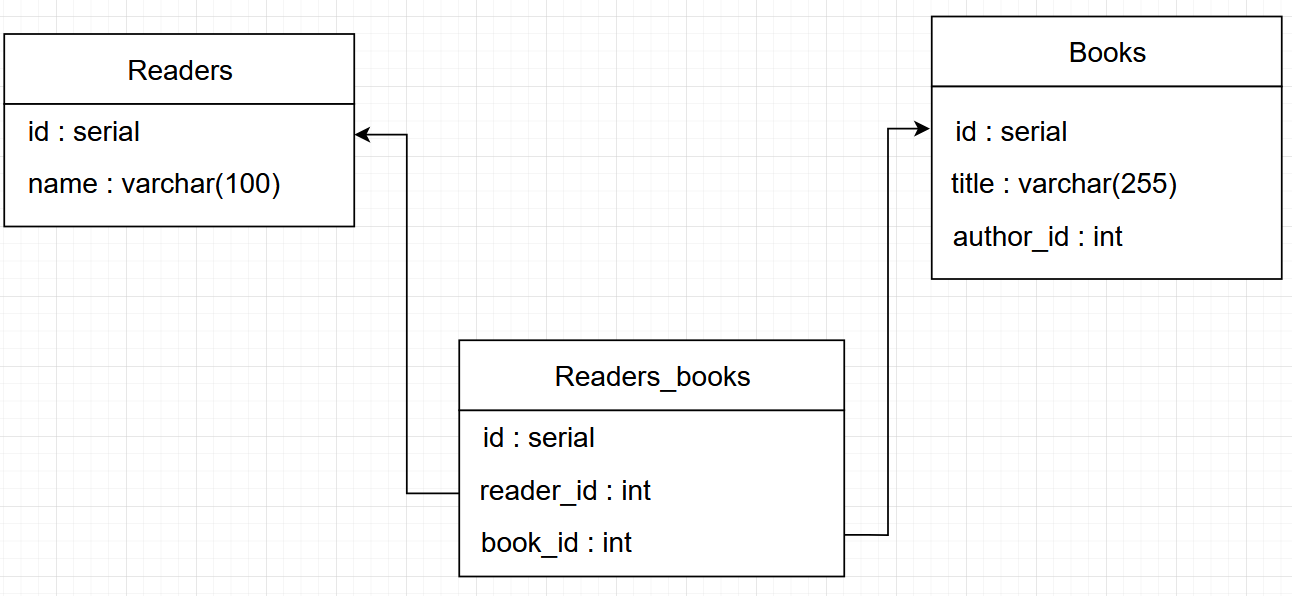 Readers
id : serial
name : varchar(100)
Books
id : serial
title : varchar(255)
author_id : int
Readers_books
id : serial
reader_id : int
book_id : int